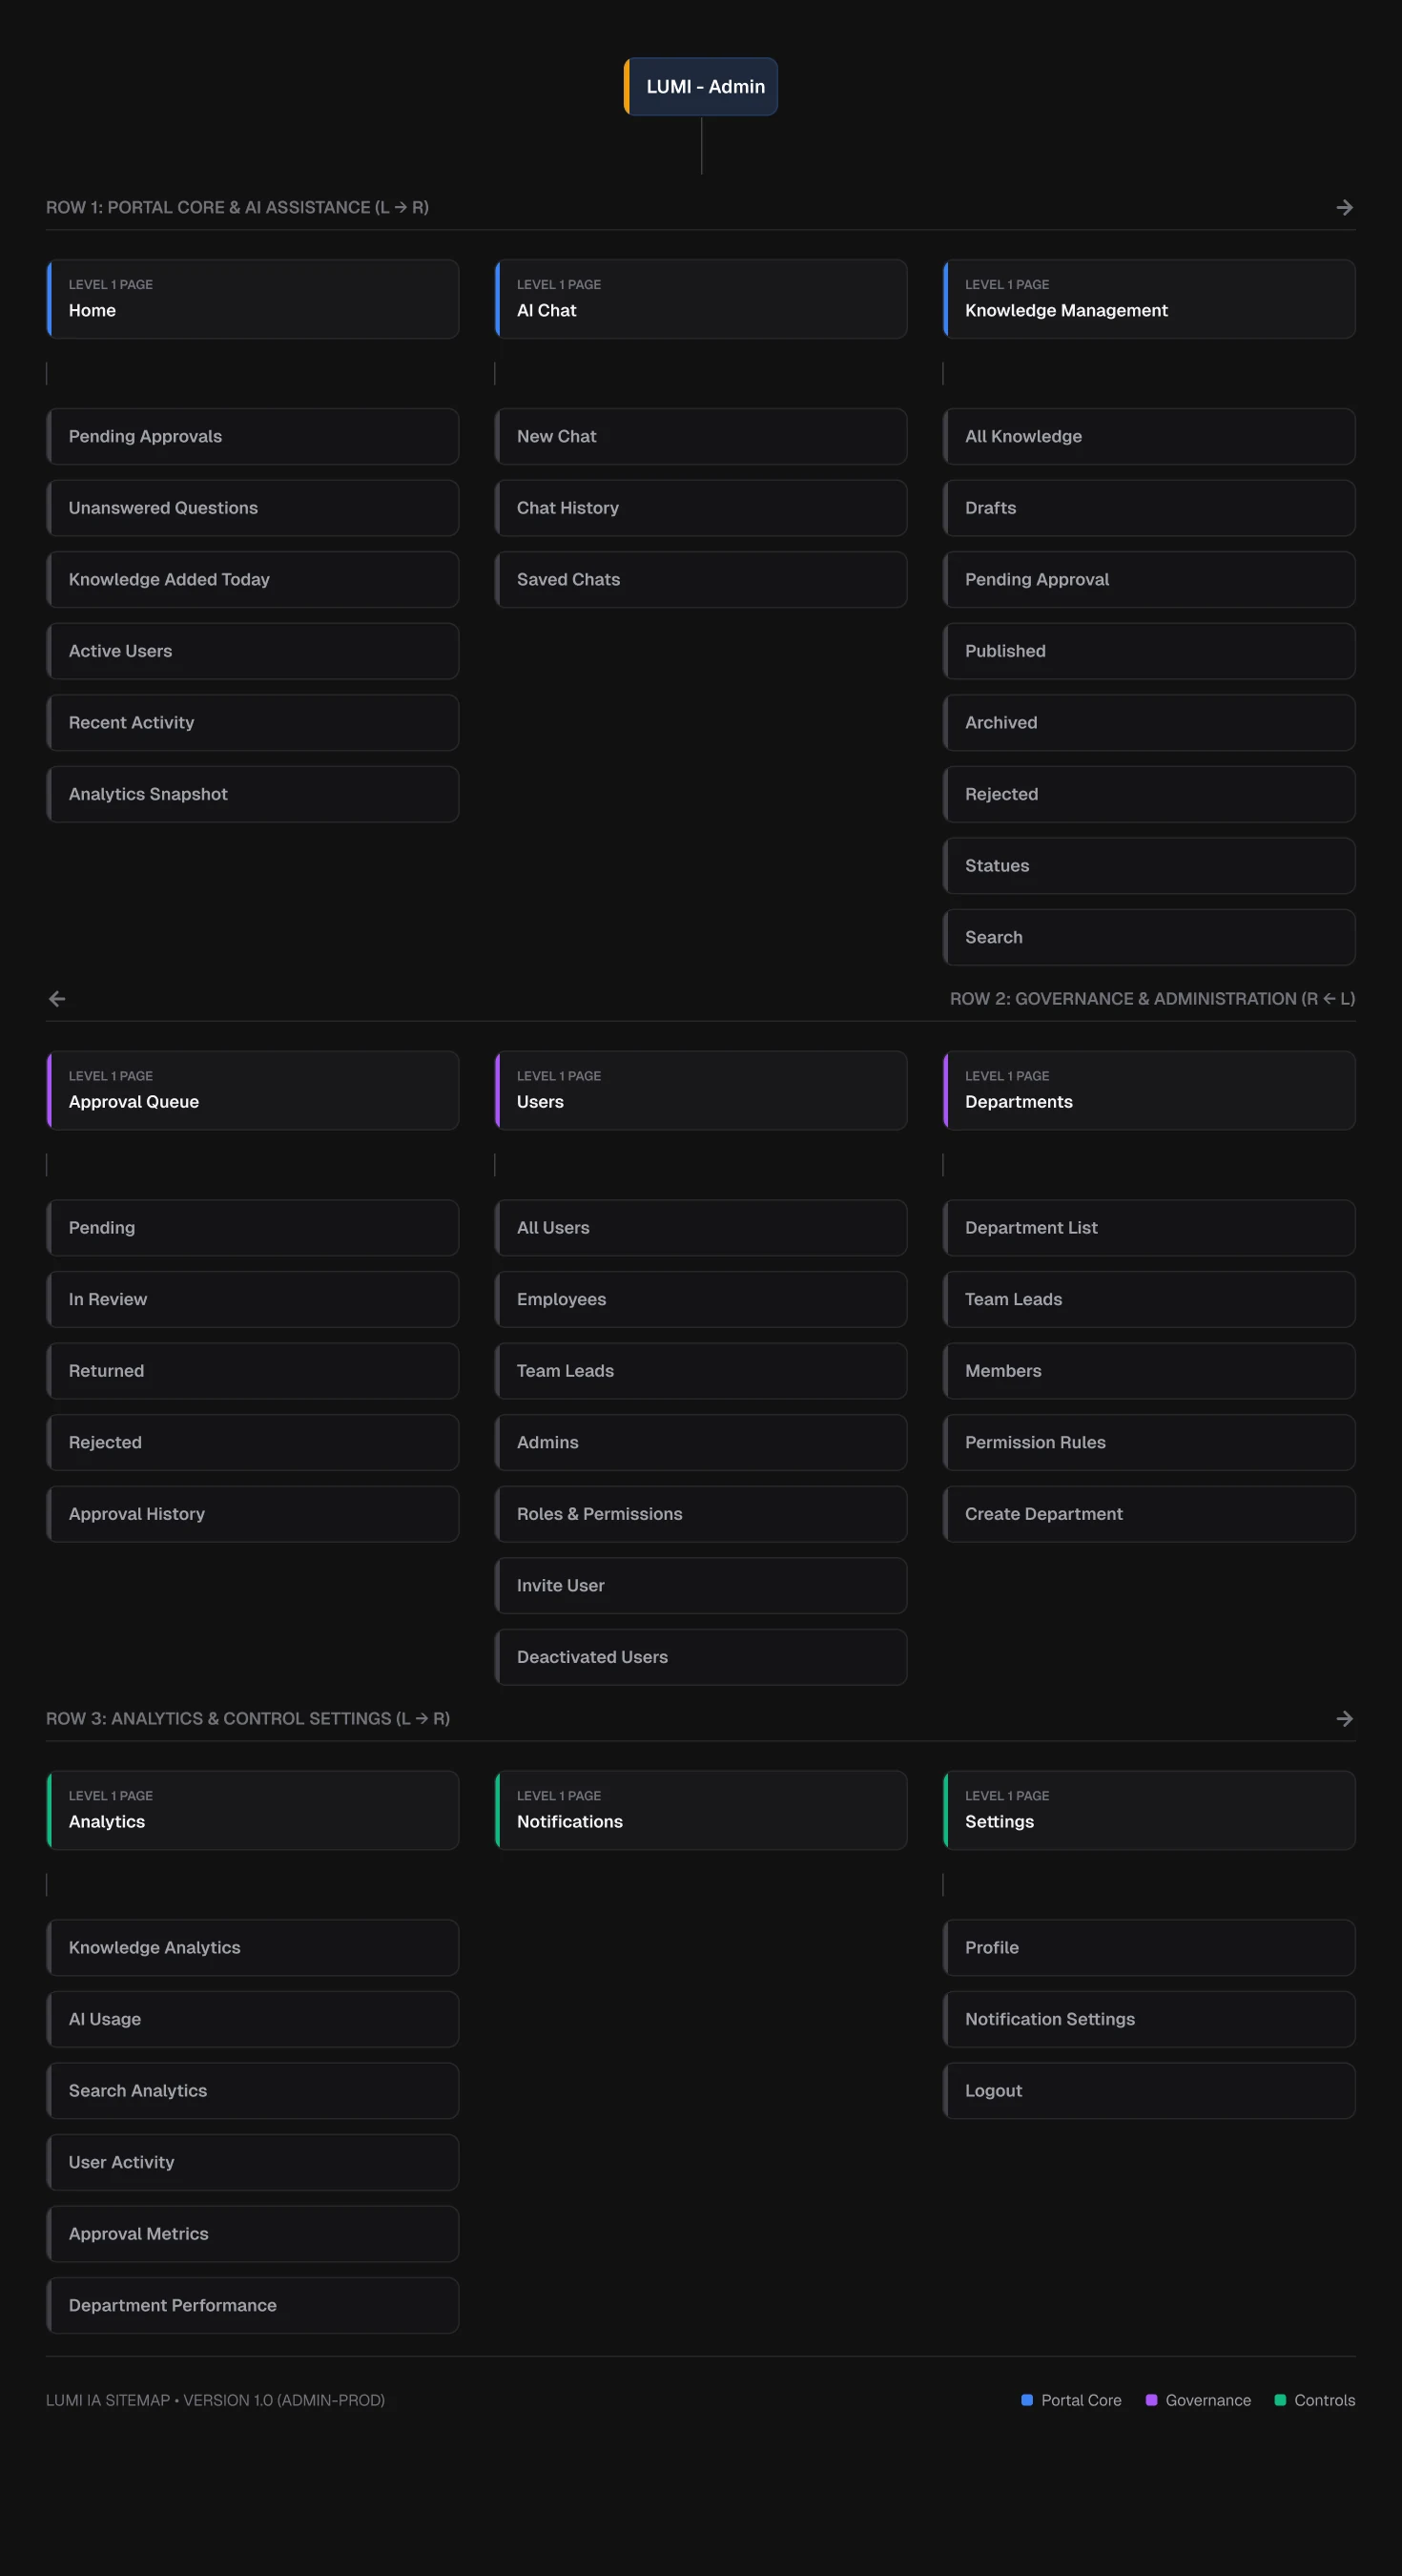 LUMI - Admin
ROW 1: PORTAL CORE & AI ASSISTANCE (L → R) →
LEVEL 1 PAGE
Home
Pending Approvals
Unanswered Questions
Knowledge Added Today
Active Users
Recent Activity
Analytics Snapshot
LEVEL 1 PAGE
AI Chat
New Chat
Chat History
Saved Chats
LEVEL 1 PAGE
Knowledge Management
All Knowledge
Drafts
Pending Approval
Published
Archived
Rejected
Statues
Search
← ROW 2: GOVERNANCE & ADMINISTRATION (R ← L)
LEVEL 1 PAGE
Approval Queue
Pending
In Review
Returned
Rejected
Approval History
LEVEL 1 PAGE
Users
All Users
Employees
Team Leads
Admins
Roles & Permissions
Invite User
Deactivated Users
LEVEL 1 PAGE
Departments
Department List
Team Leads
Members
Permission Rules
Create Department
ROW 3: ANALYTICS & CONTROL SETTINGS (L → R) →
LEVEL 1 PAGE
Analytics
Knowledge Analytics
AI Usage
Search Analytics
User Activity
Approval Metrics
Department Performance
LEVEL 1 PAGE
Notifications
LEVEL 1 PAGE
Settings
Profile
Notification Settings
Logout
LUMI IA SITEMAP • VERSION 1.0 (ADMIN-PROD)
Portal Core
Governance
Controls